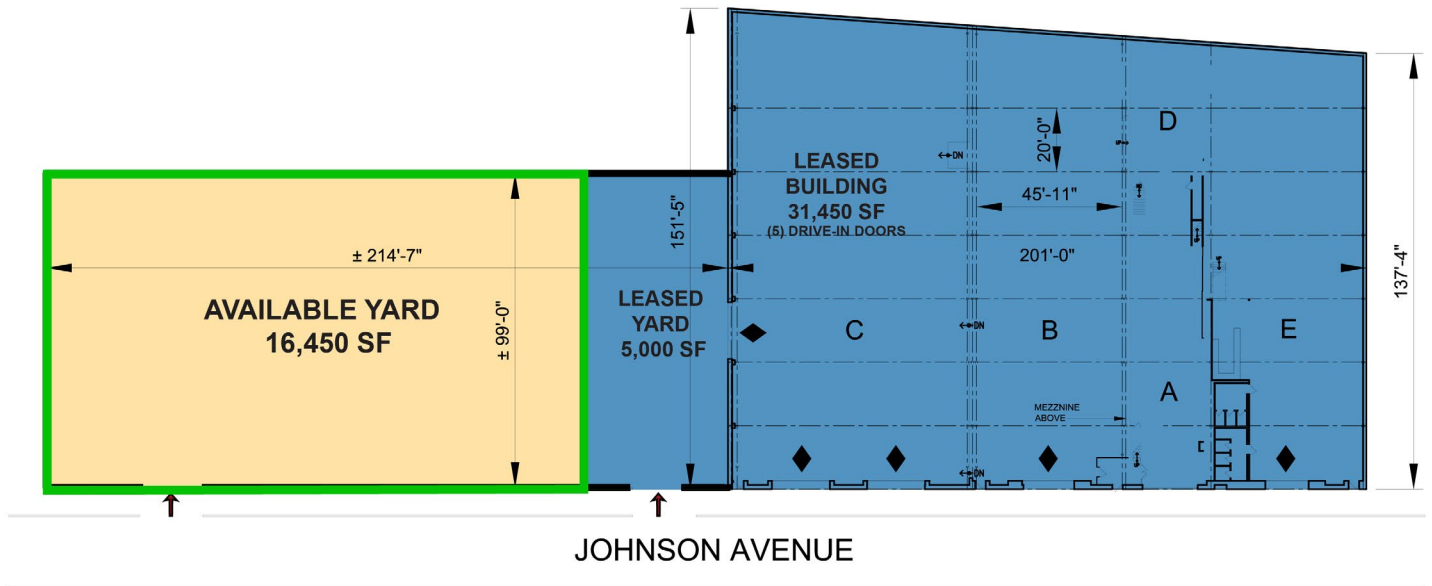 D
LEASED
BUILDING
31,450 SF
(5) DRIVE-IN DOORS
DN
20'-0"
45'-11"
151'-5"
± 214'-7"
201'-0"
137'-4"
AVAILABLE YARD
16,450 SF
± 99'-0"
LEASED
YARD
5,000 SF
C
DN
B
E
A
MEZZNINE
ABOVE
DN
JOHNSON AVENUE